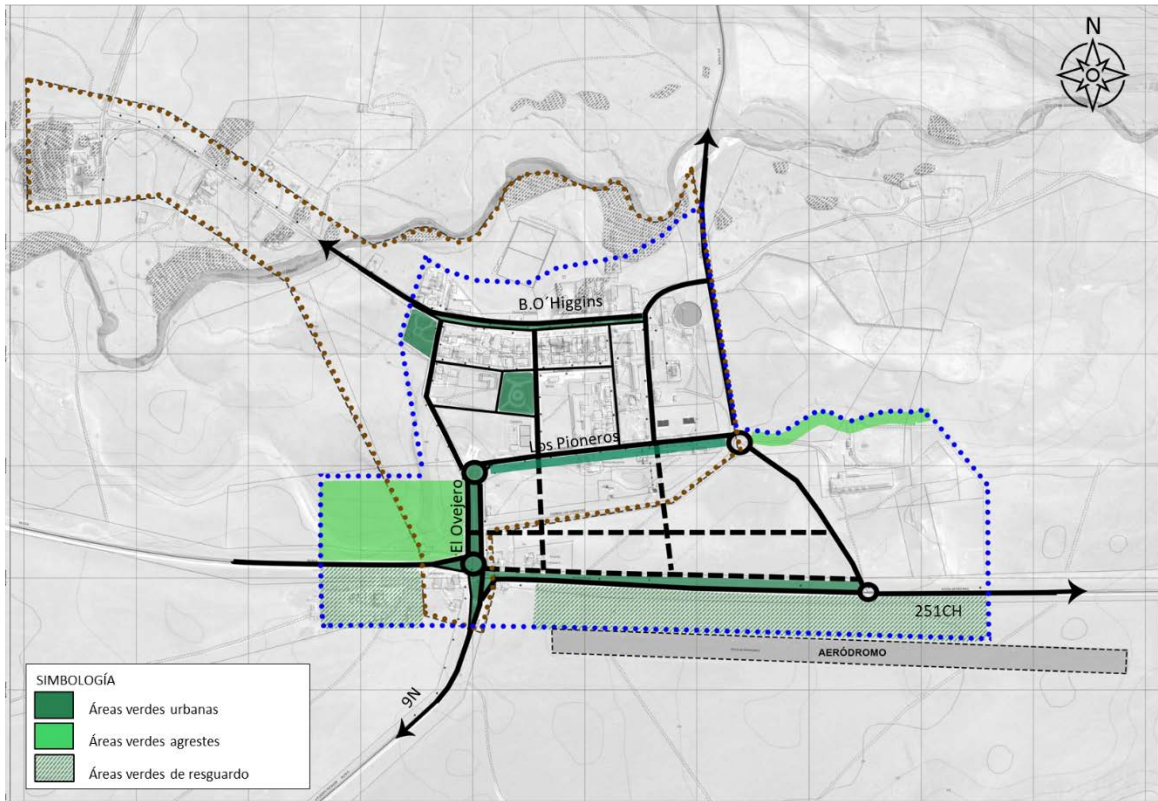 N
B.O´Higgins
Los Pioneros
El Ovejero
251CH
AERÓDROMO
9N
SIMBOLOGÍA
Áreas verdes urbanas
Áreas verdes agrestes
Áreas verdes de resguardo